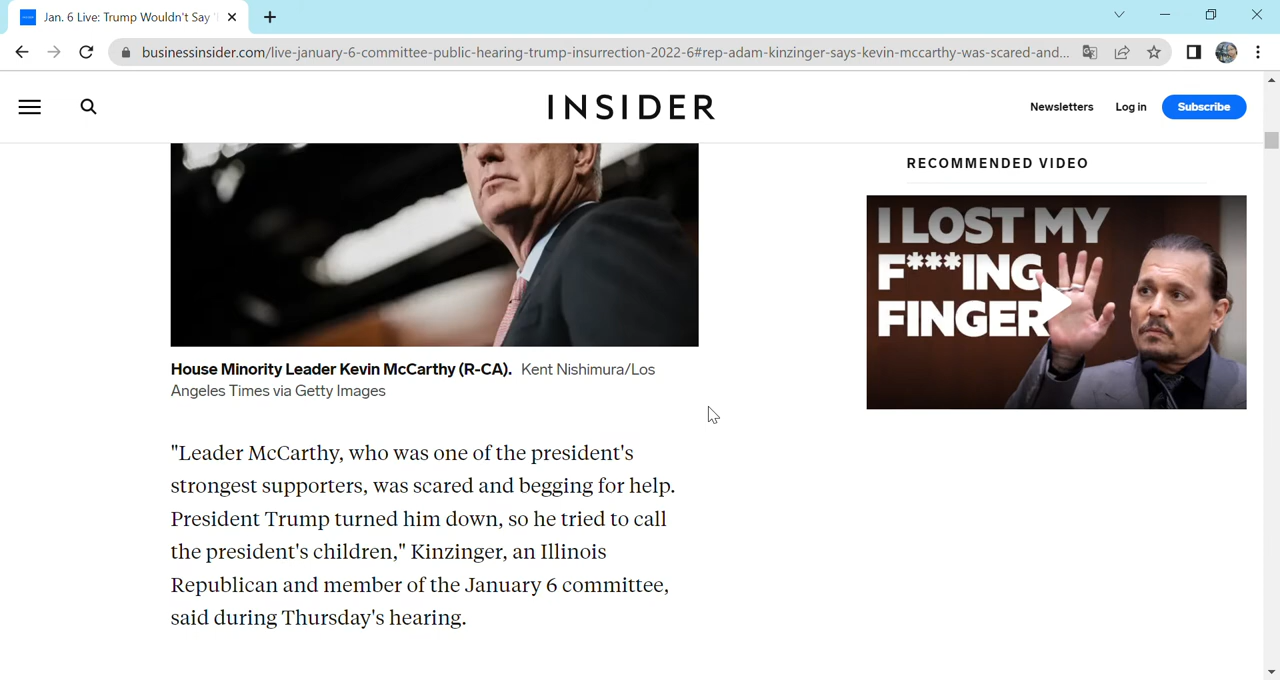 Jan. 6 Live: Trump Wouldn't Say
businessinsider.com/live-january-6-committee-public-hearing-trump-insurrection-2022-6#rep-adam-kinzinger-says-kevin-mccarthy-was-scared-and...
INSIDER
Newsletters
Log in
Subscribe
RECOMMENDED VIDEO
I LOST MY
F***ING
FINGER
House Minority Leader Kevin McCarthy (R-CA). Kent Nishimura/Los
Angeles Times via Getty Images
"Leader McCarthy, who was one of the president's
strongest supporters, was scared and begging for help.
President Trump turned him down, so he tried to call
the president's children," Kinzinger, an Illinois
Republican and member of the January 6 committee,
said during Thursday's hearing.